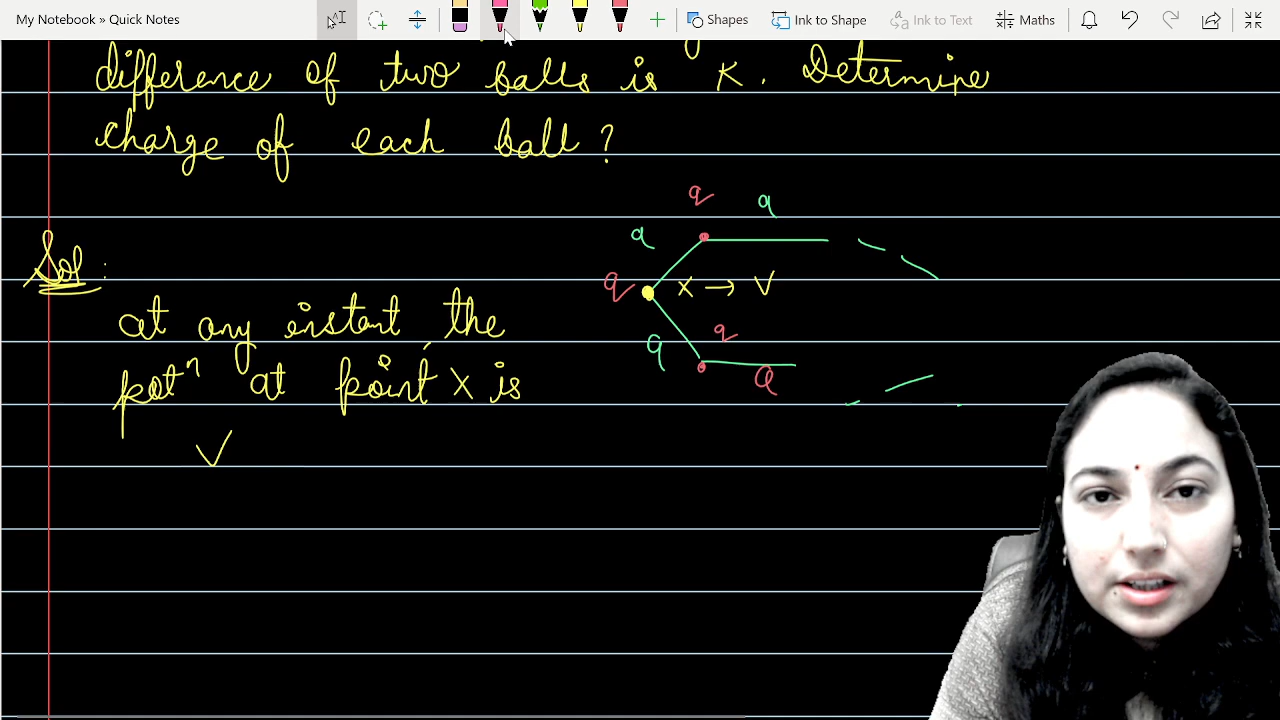 My Notebook » Quick Notes
Shapes
Ink to Shape
Ink to Text
Maths
difference of two balls is K. Determine
charge of each ball ?
Sol :
at any instant, the
potⁿ at point X is
V
q a
a
q X → V
q
a
a